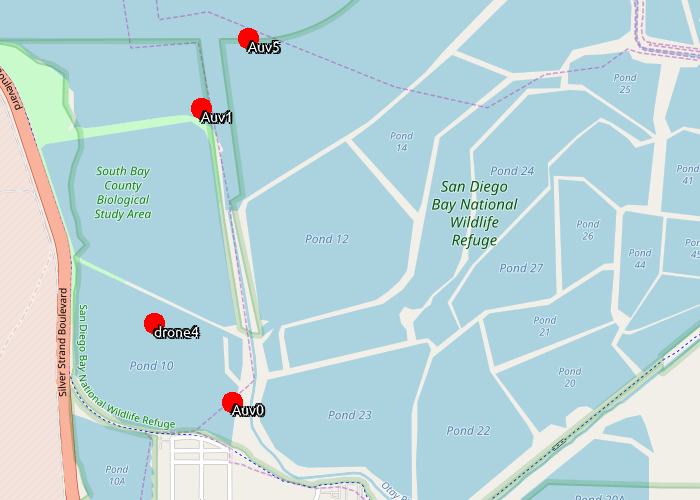 Auv5
Boulevard
Auv1
Pond
25
Pond
14
South Bay
County
Biological
Study Area
Pond 24
Pond
41
San Diego
Bay National
Wildlife
Refuge
Pond 12
Pond
26
Pond
44
Pond 27
Silver Strand Boulevard
San Diego Bay National Wildlife Refuge
drone4
Pond
21
Pond 10
Pond
20
Auv0
Pond 23
Pond 22
Pond
10A
Pond 20A